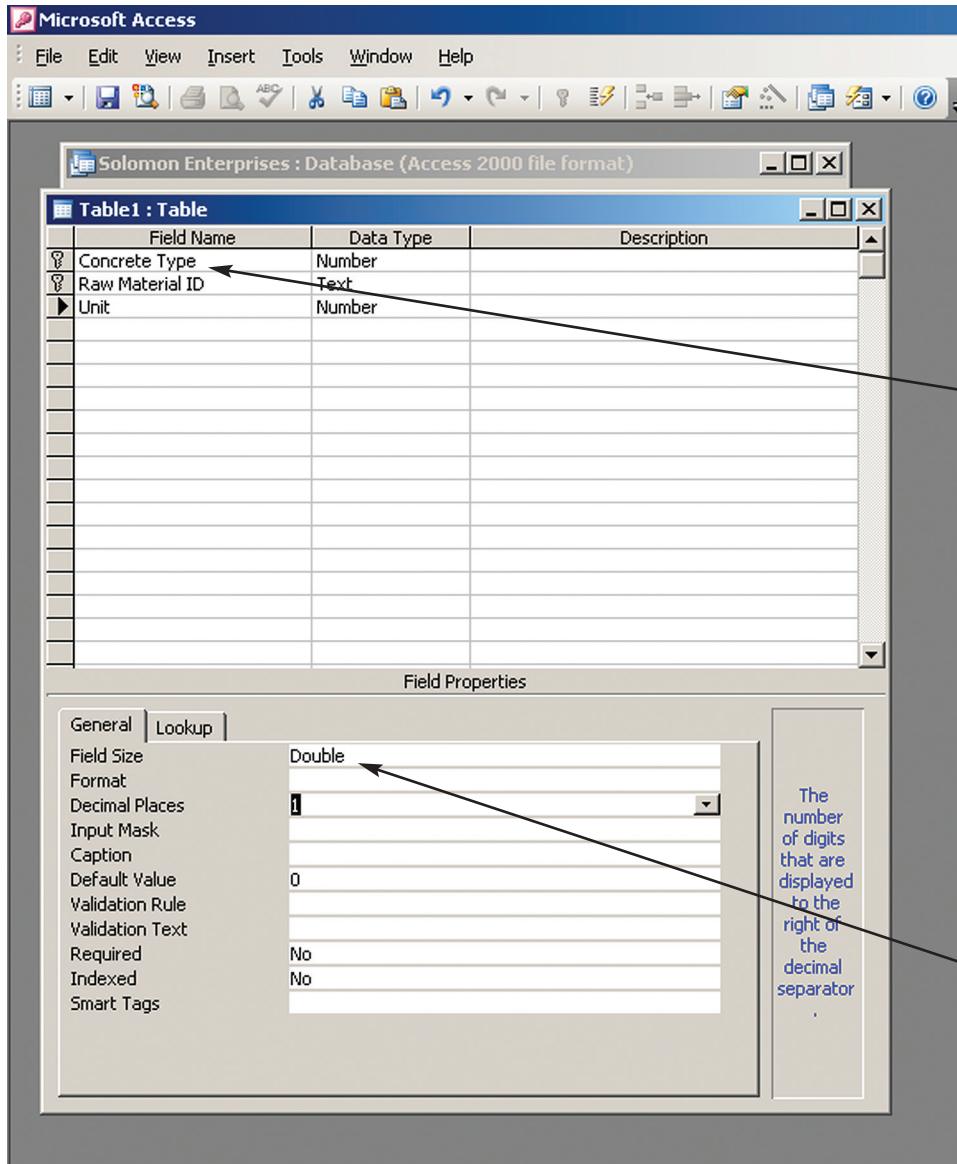 Microsoft Access
File Edit View Insert Tools Window Help
ABC
Solomon Enterprises : Database (Access 2000 file format)
Table1 : Table
Field Name Data Type Description
Concrete Type Number
Raw Material ID Text
Unit Number
Field Properties
General Lookup
Field Size Double
Format
Decimal Places 1
Input Mask
Caption
Default Value 0
Validation Rule
Validation Text
Required No
Indexed No
Smart Tags
The
number
of digits
that are
displayed
to the
right of
the
decimal
separator
.